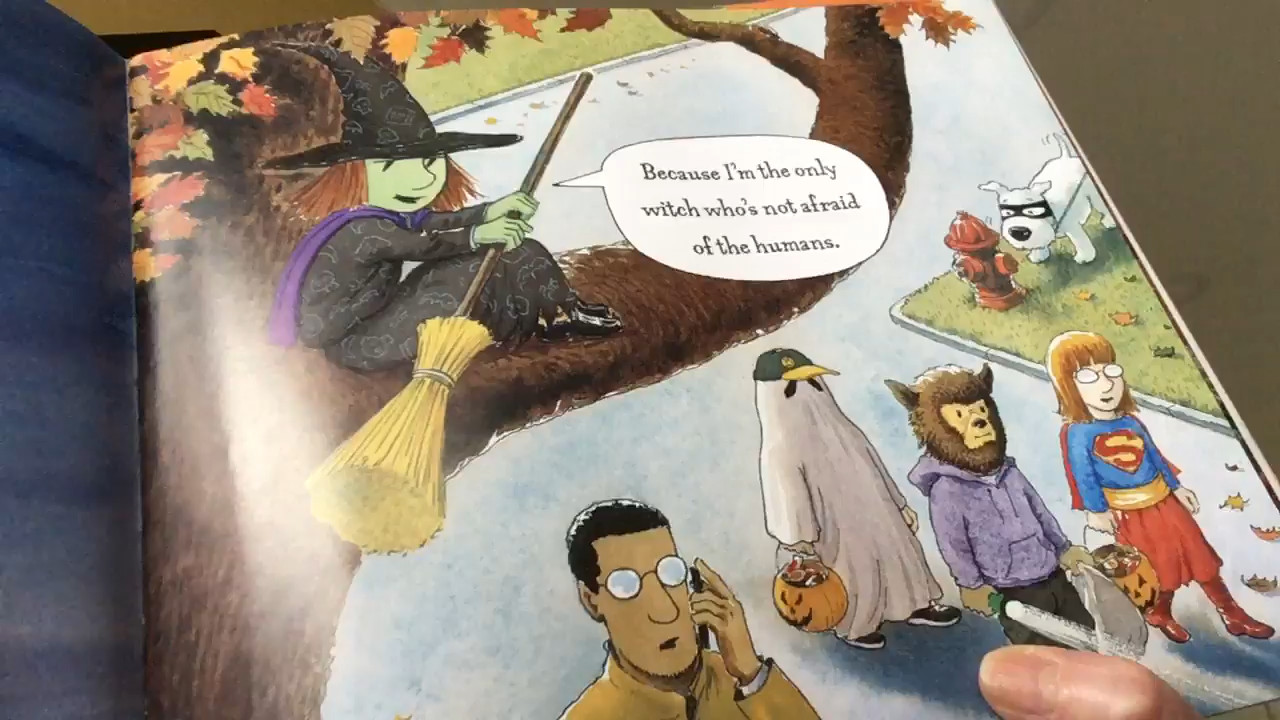 Because I'm the only
witch who's not afraid
of the humans.
S